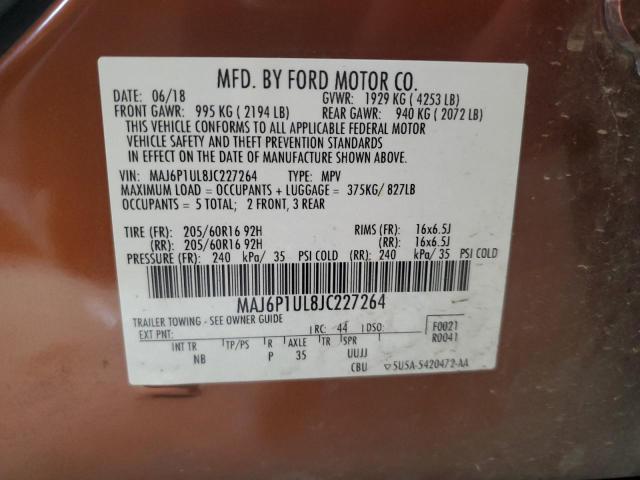 MFD. BY FORD MOTOR CO.
DATE: 06/18 GVWR: 1929 KG ( 4253 LB)
FRONT GAWR: 995 KG ( 2194 LB) REAR GAWR: 940 KG ( 2072 LB)
THIS VEHICLE CONFORMS TO ALL APPLICABLE FEDERAL MOTOR
VEHICLE SAFETY AND THEFT PREVENTION STANDARDS
IN EFFECT ON THE DATE OF MANUFACTURE SHOWN ABOVE.
VIN: MAJ6P1UL8JC227264 TYPE: MPV
MAXIMUM LOAD = OCCUPANTS + LUGGAGE = 375KG/ 827LB
OCCUPANTS = 5 TOTAL; 2 FRONT, 3 REAR
TIRE (FR): 205/60R16 92H RIMS (FR): 16x6.5J
(RR): 205/60R16 92H (RR): 16x6.5J
PRESSURE (FR): 240 kPa/ 35 PSI COLD (RR): 240 kPa/ 35 PSI COLD
MAJ6P1UL8JC227264
TRAILER TOWING - SEE OWNER GUIDE
EXT PNT: RC: 44 DSO: F0021
R0041
INT TR TP/PS R AXLE TR SPR
NB P 35 UUJJ
CBU 5U5A-5420472-AA